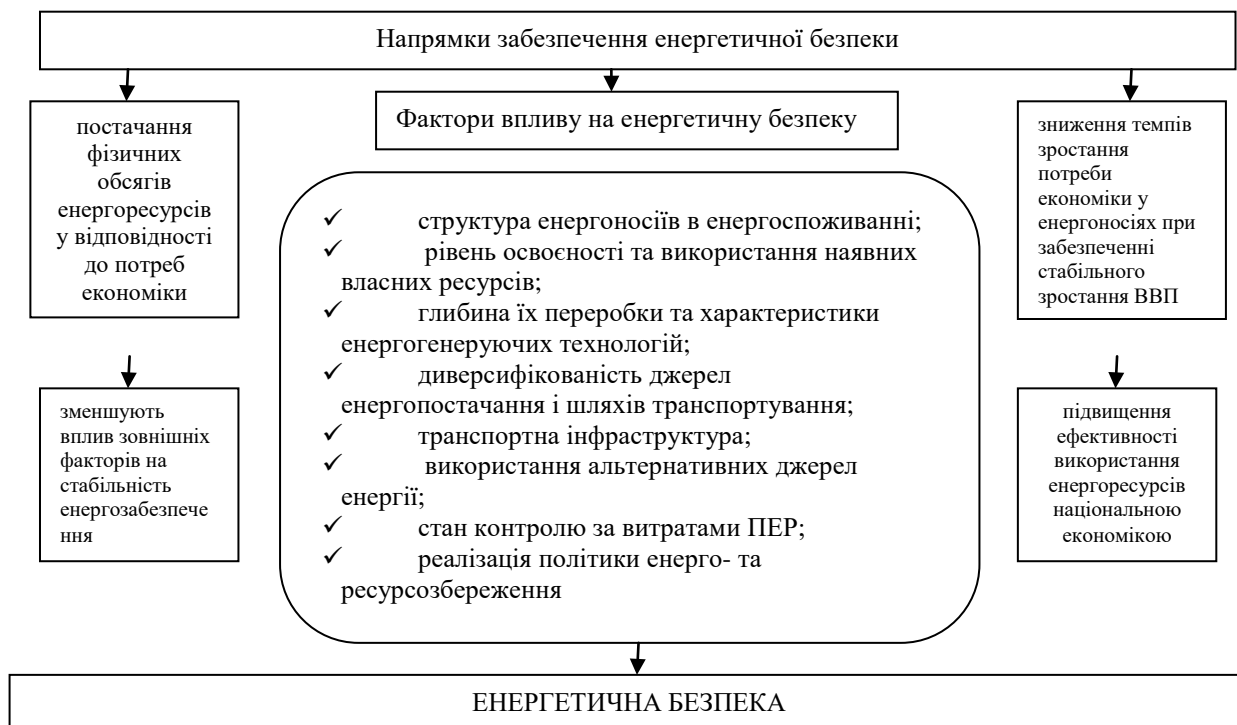 Напрямки забезпечення енергетичної безпеки
постачання
фізичних
обсягів
енергоресурсів
у відповідності
до потреб
економіки
Фактори впливу на енергетичну безпеку
зниження темпів
зростання
потреби
економіки у
енергоносіях при
забезпеченні
стабільного
зростання ВВП
✓ структура енергоносіїв в енергоспоживанні;
✓ рівень освоєності та використання наявних
власних ресурсів;
✓ глибина їх переробки та характеристики
енергогенеруючих технологій;
✓ диверсифікованість джерел
енергопостачання і шляхів транспортування;
✓ транспортна інфраструктура;
✓ використання альтернативних джерел
енергії;
✓ стан контролю за витратами ПЕР;
✓ реалізація політики енерго- та
ресурсозбереження
зменшують
вплив зовнішніх
факторів на
стабільність
енергозабезпече
ння
підвищення
ефективності
використання
енергоресурсів
національною
економікою
ЕНЕРГЕТИЧНА БЕЗПЕКА